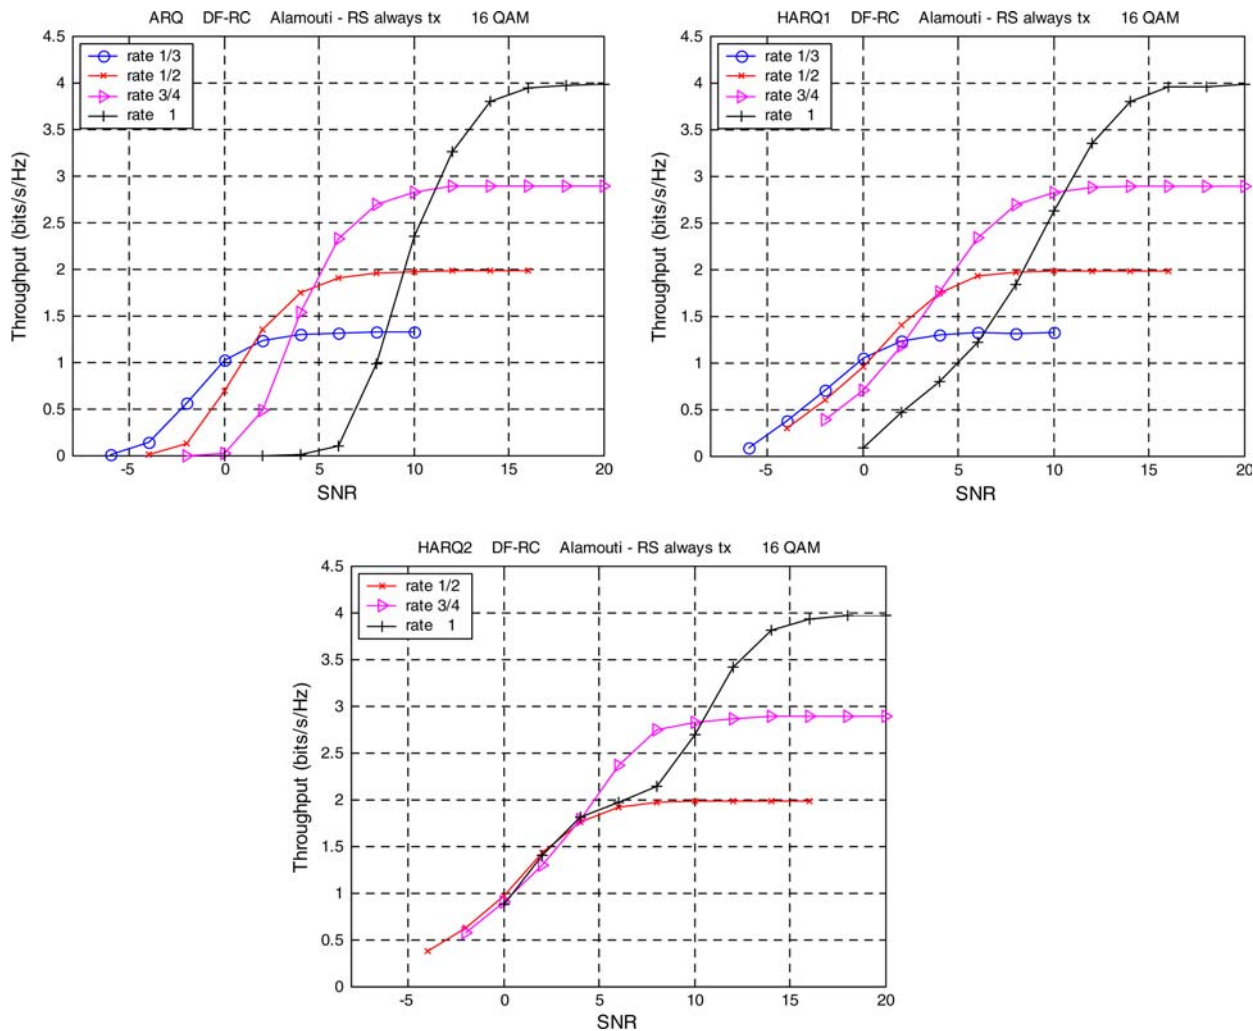 ARQ DF-RC Alamouti - RS always tx 16 QAM
4.5
4
3.5
3
2.5
2
1.5
1
0.5
0
Throughput (bits/s/Hz)
rate 1/3
rate 1/2
rate 3/4
rate 1
-5
0
5
10
15
20
SNR
HARQ1 DF-RC Alamouti - RS always tx 16 QAM
4.5
4
3.5
3
2.5
2
1.5
1
0.5
0
Throughput (bits/s/Hz)
rate 1/3
rate 1/2
rate 3/4
rate 1
-5
0
5
10
15
20
SNR
HARQ2 DF-RC Alamouti - RS always tx 16 QAM
4.5
4
3.5
3
2.5
2
1.5
1
0.5
0
Throughput (bits/s/Hz)
rate 1/2
rate 3/4
rate 1
-5
0
5
10
15
20
SNR